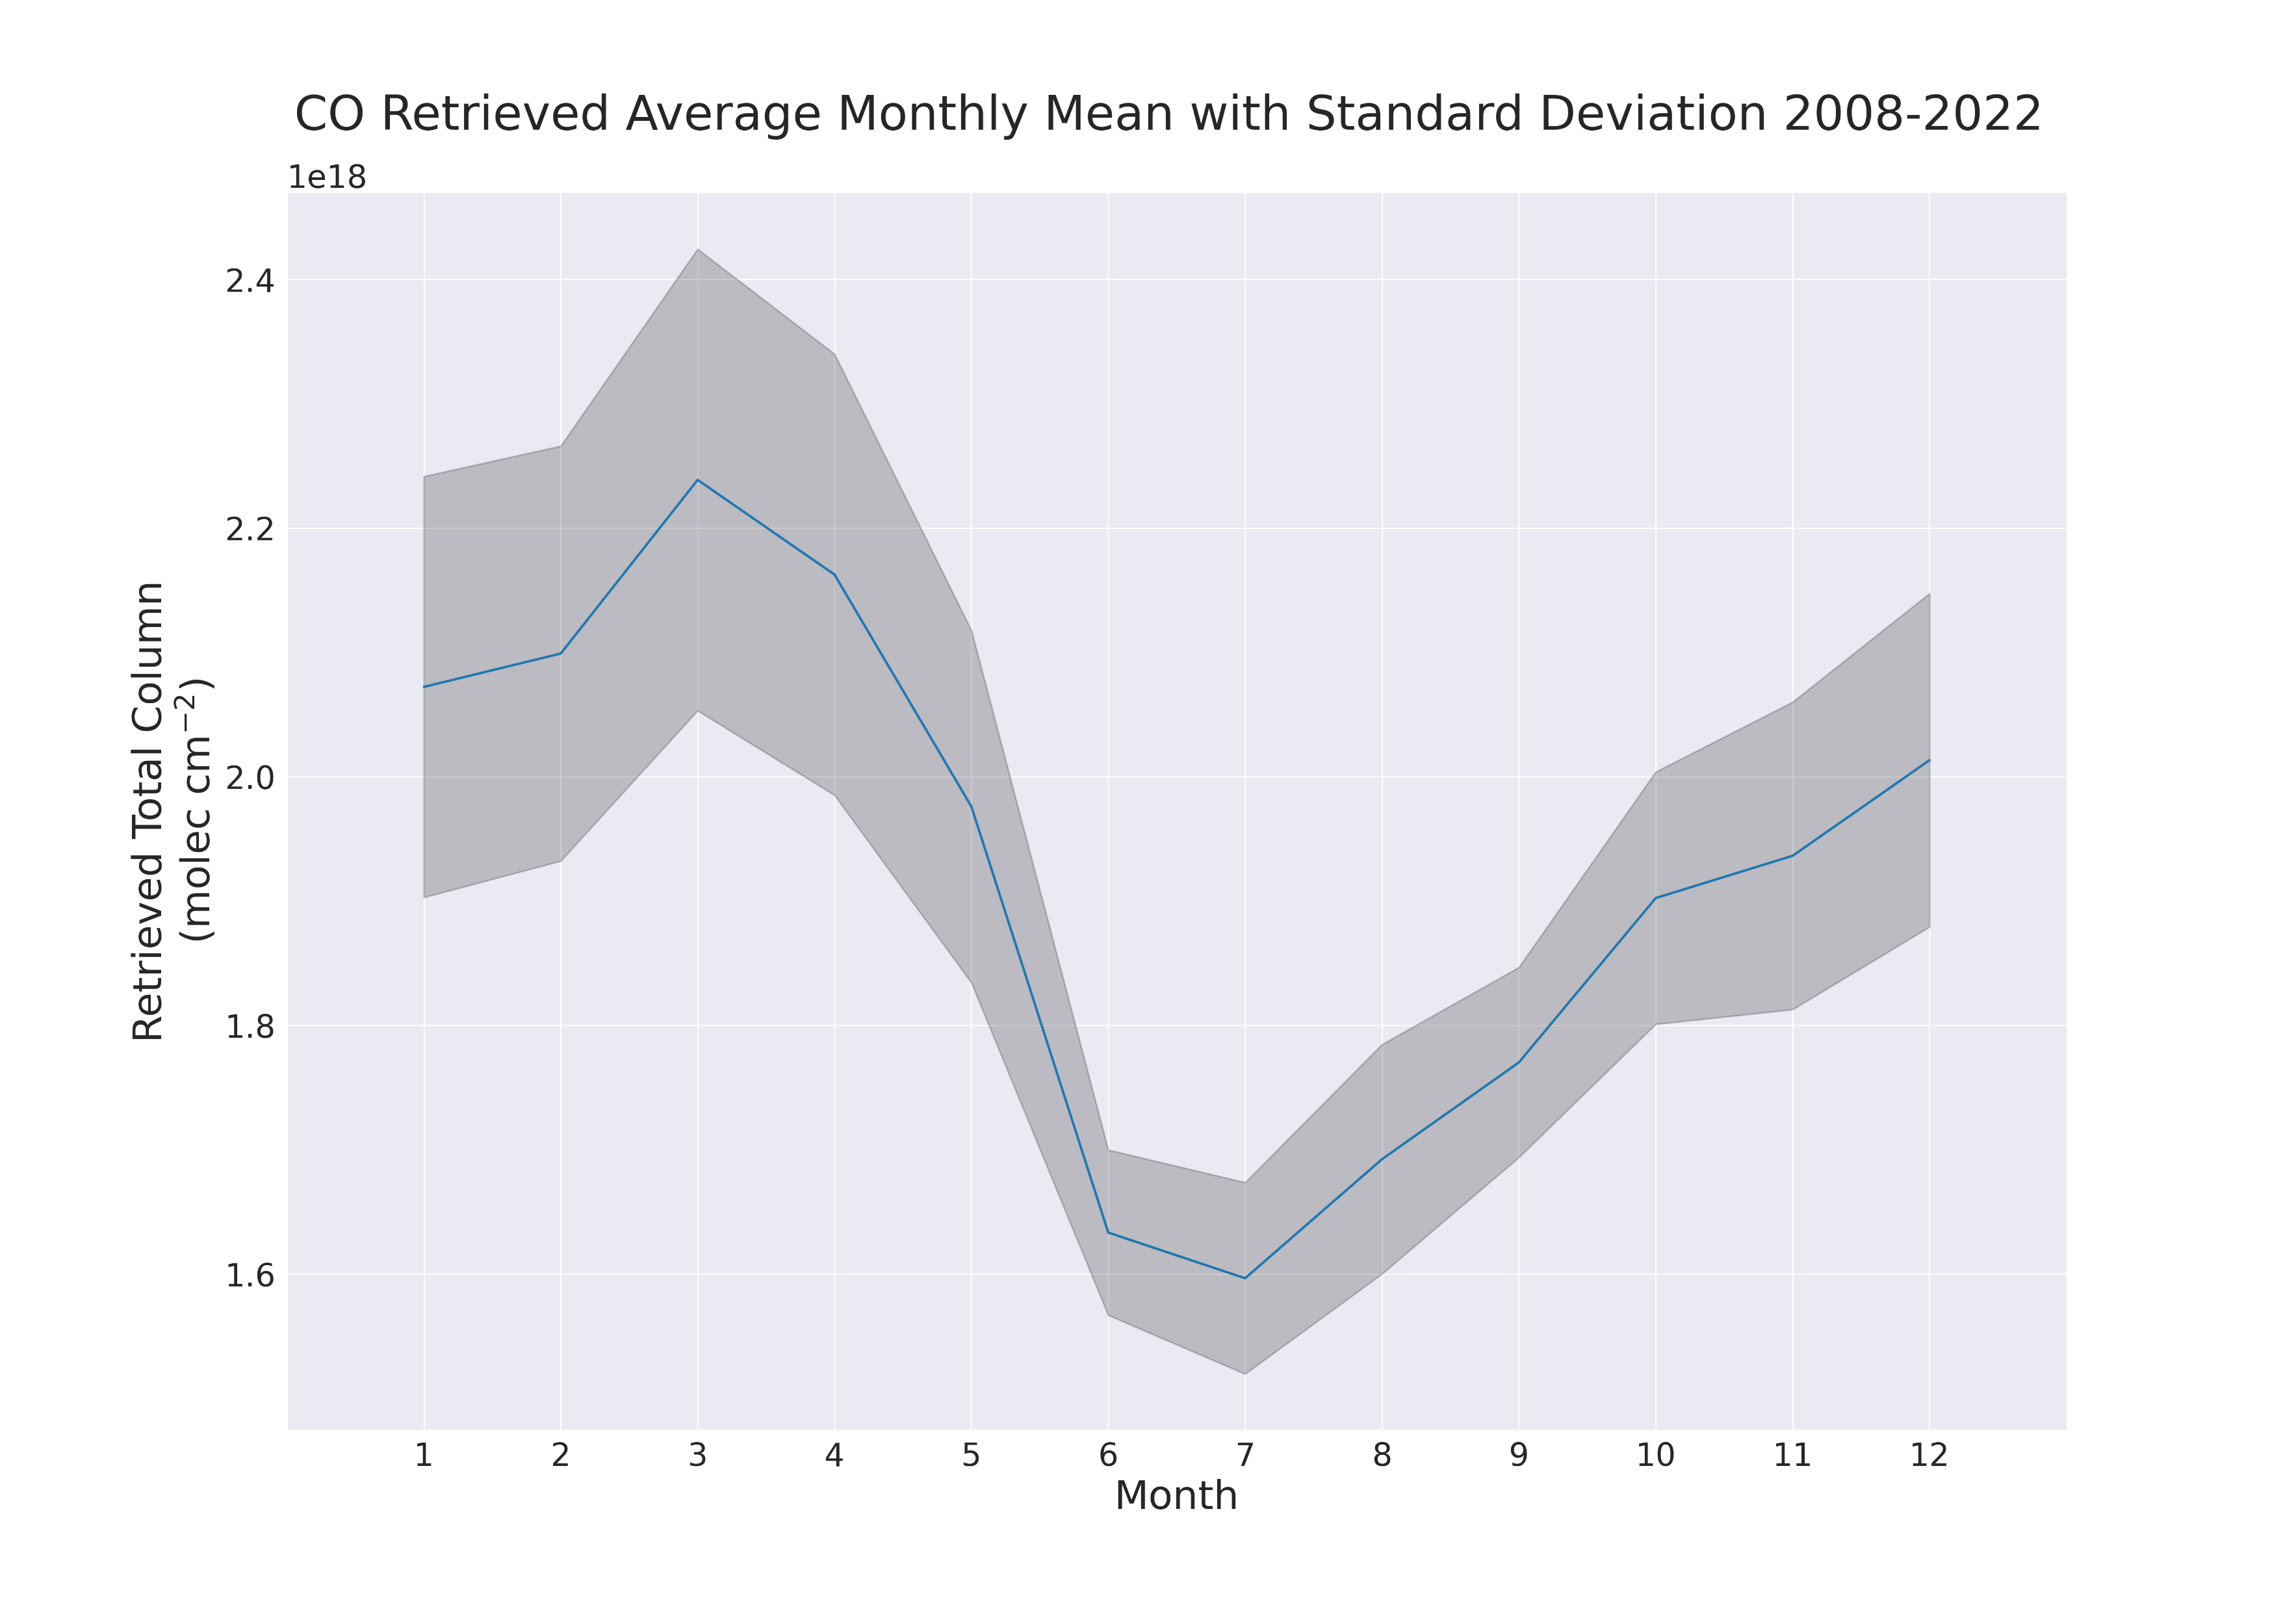 CO Retrieved Average Monthly Mean with Standard Deviation 2008-2022
1e18
2.4
2.2
2.0
1.8
1.6
Retrieved Total Column
(molec cm⁻²)
1 2 3 4 5 6 7 8 9 10 11 12
Month